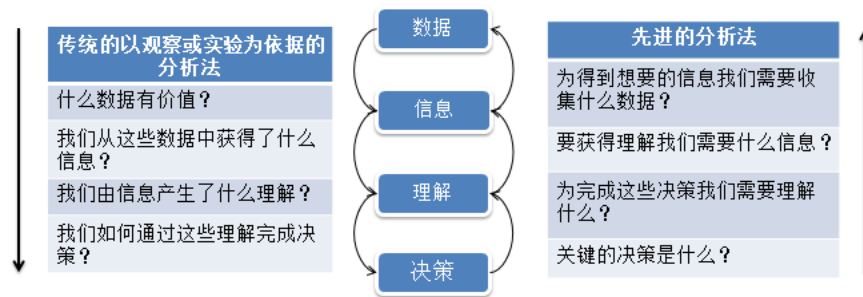 传统的以观察或实验为依据的
分析法
什么数据有价值？
我们从这些数据中获得了什么
信息？
我们由信息产生了什么理解？
我们如何通过这些理解完成决
策？
数据
信息
理解
决策
先进的分析法
为得到想要的信息我们需要收
集什么数据？
要获得理解我们需要什么信息？
为完成这些决策我们需要理解
什么？
关键的决策是什么？